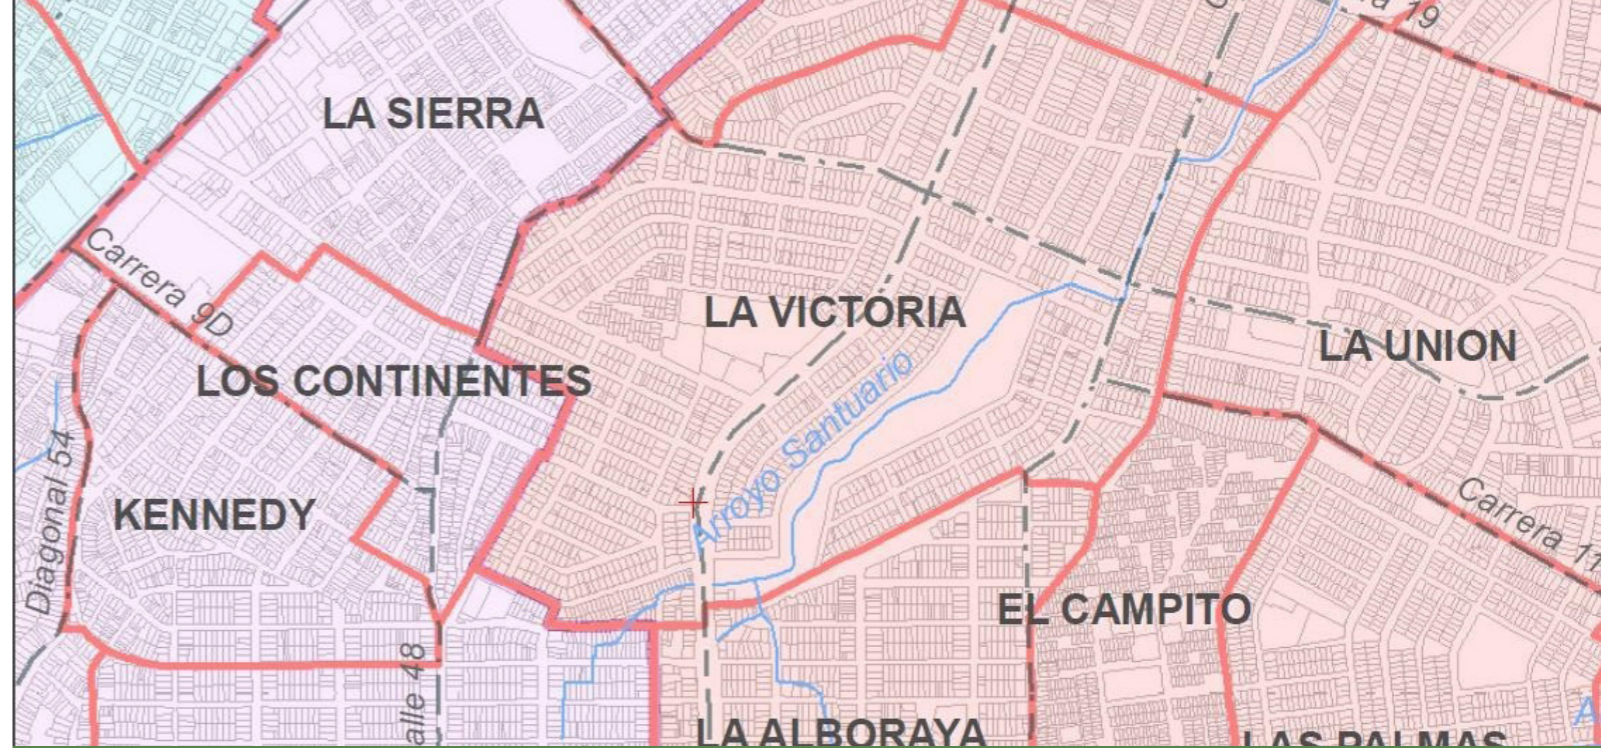 19
LA SIERRA
Carrera 9D
LA VICTORIA
LA UNION
LOS CONTINENTES
Arroyo Santuario
KENNEDY
Diagonal 54
Carrera 11
EL CAMPITO
alle 48
LA ALBORAYA
LAS PALMAS
A